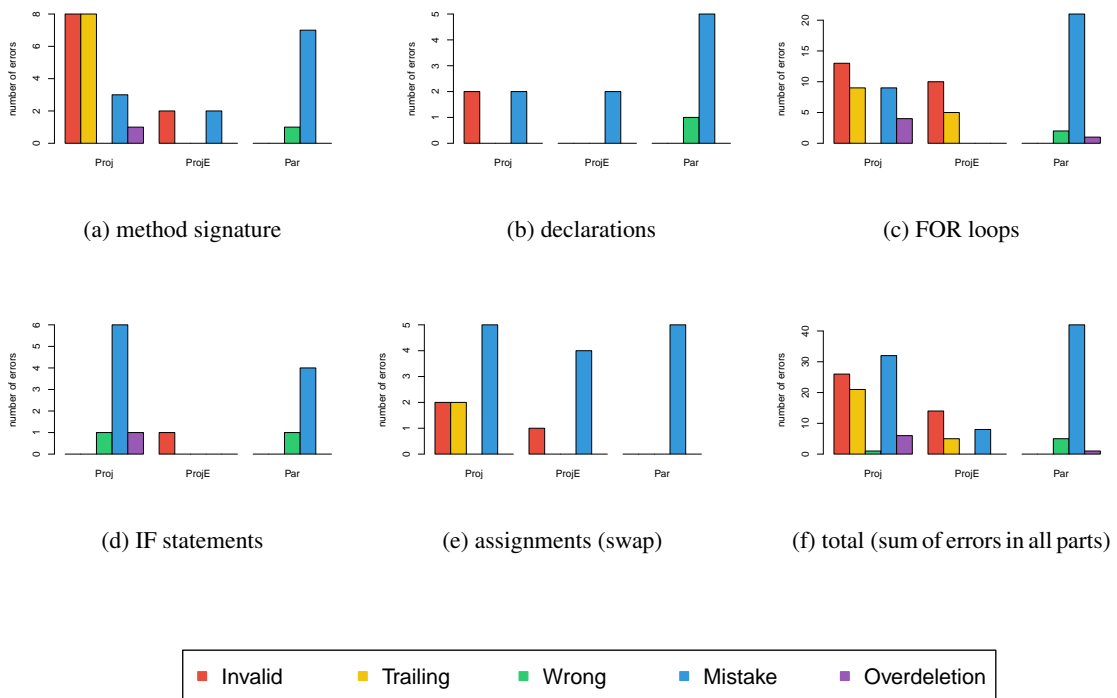 number of errors
0 2 4 6 8
Proj ProjE Par
(a) method signature
number of errors
0 1 2 3 4 5
Proj ProjE Par
(b) declarations
number of errors
0 5 10 15 20
Proj ProjE Par
(c) FOR loops
number of errors
0 1 2 3 4 5 6
Proj ProjE Par
(d) IF statements
number of errors
0 1 2 3 4 5
Proj ProjE Par
(e) assignments (swap)
number of errors
0 10 20 30 40
Proj ProjE Par
(f) total (sum of errors in all parts)
Invalid Trailing Wrong Mistake Overdeletion